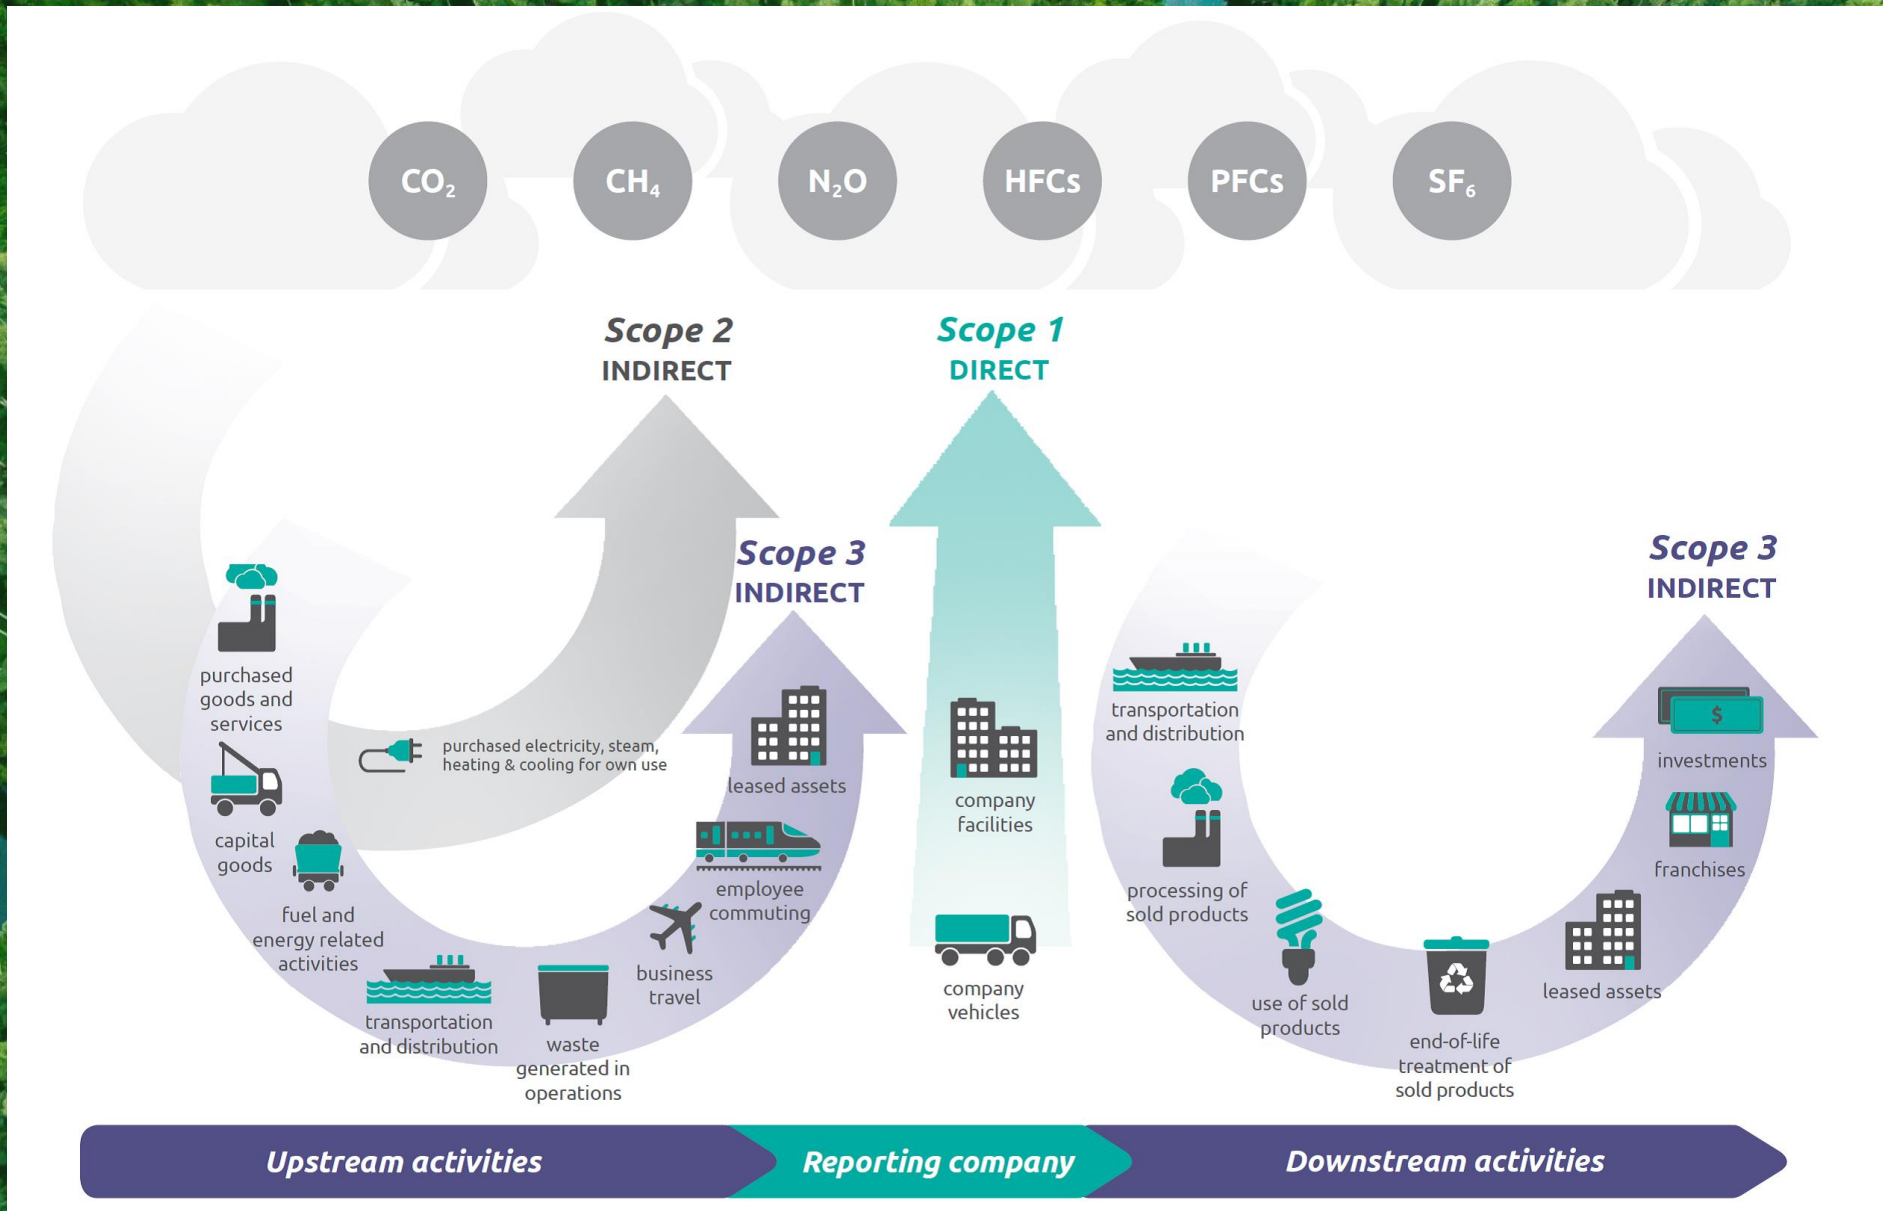 CO₂
CH₄
N₂O
HFCs
PFCs
SF₆
Scope 2
INDIRECT
Scope 1
DIRECT
Scope 3
INDIRECT
Scope 3
INDIRECT
purchased
goods and
services
capital
goods
fuel and
energy related
activities
transportation
and distribution
waste
generated in
operations
business
travel
employee
commuting
leased assets
purchased electricity, steam,
heating & cooling for own use
company
facilities
company
vehicles
transportation
and distribution
processing of
sold products
use of sold
products
end-of-life
treatment of
sold products
leased assets
franchises
investments
$
Upstream activities
Reporting company
Downstream activities